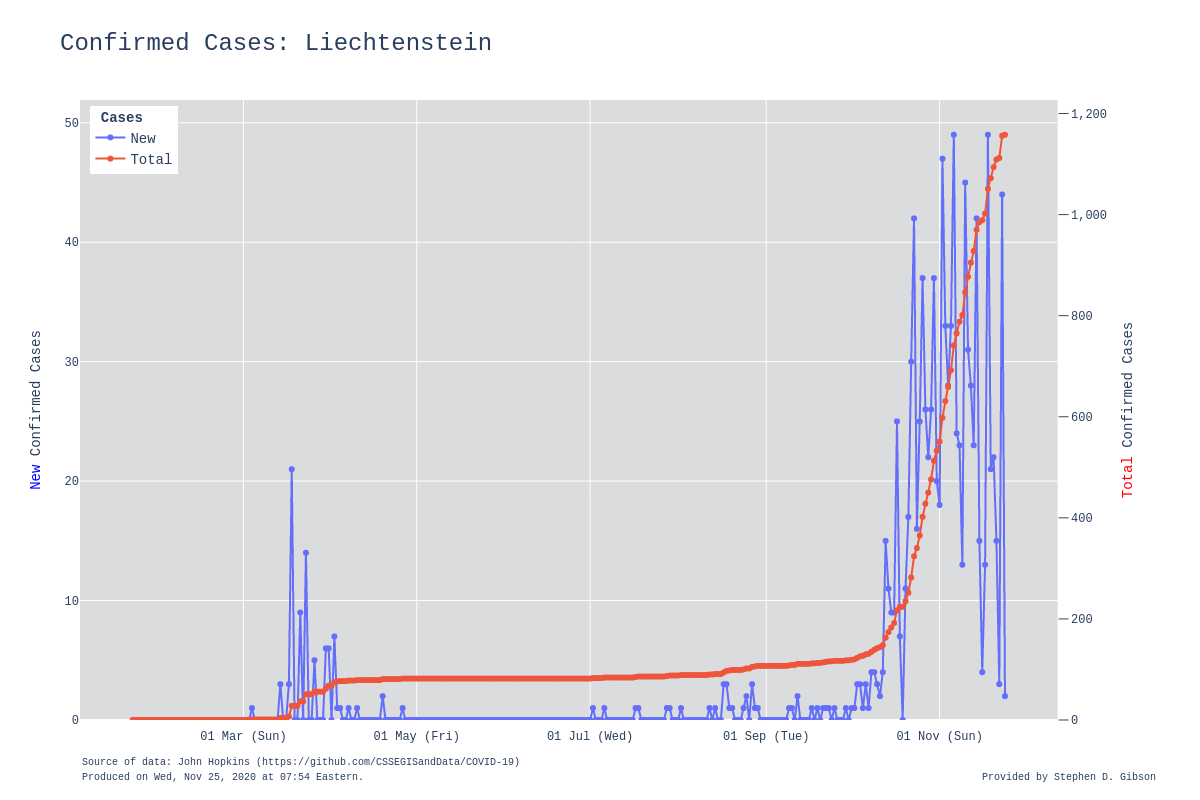 Confirmed Cases: Liechtenstein
Cases
New
Total
50
40
30
20
10
0
1,200
1,000
800
600
400
200
0
New Confirmed Cases
Total Confirmed Cases
01 Mar (Sun) 01 May (Fri) 01 Jul (Wed) 01 Sep (Tue) 01 Nov (Sun)
Source of data: John Hopkins (https://github.com/CSSEGISandData/COVID-19)
Produced on Wed, Nov 25, 2020 at 07:54 Eastern.
Provided by Stephen D. Gibson